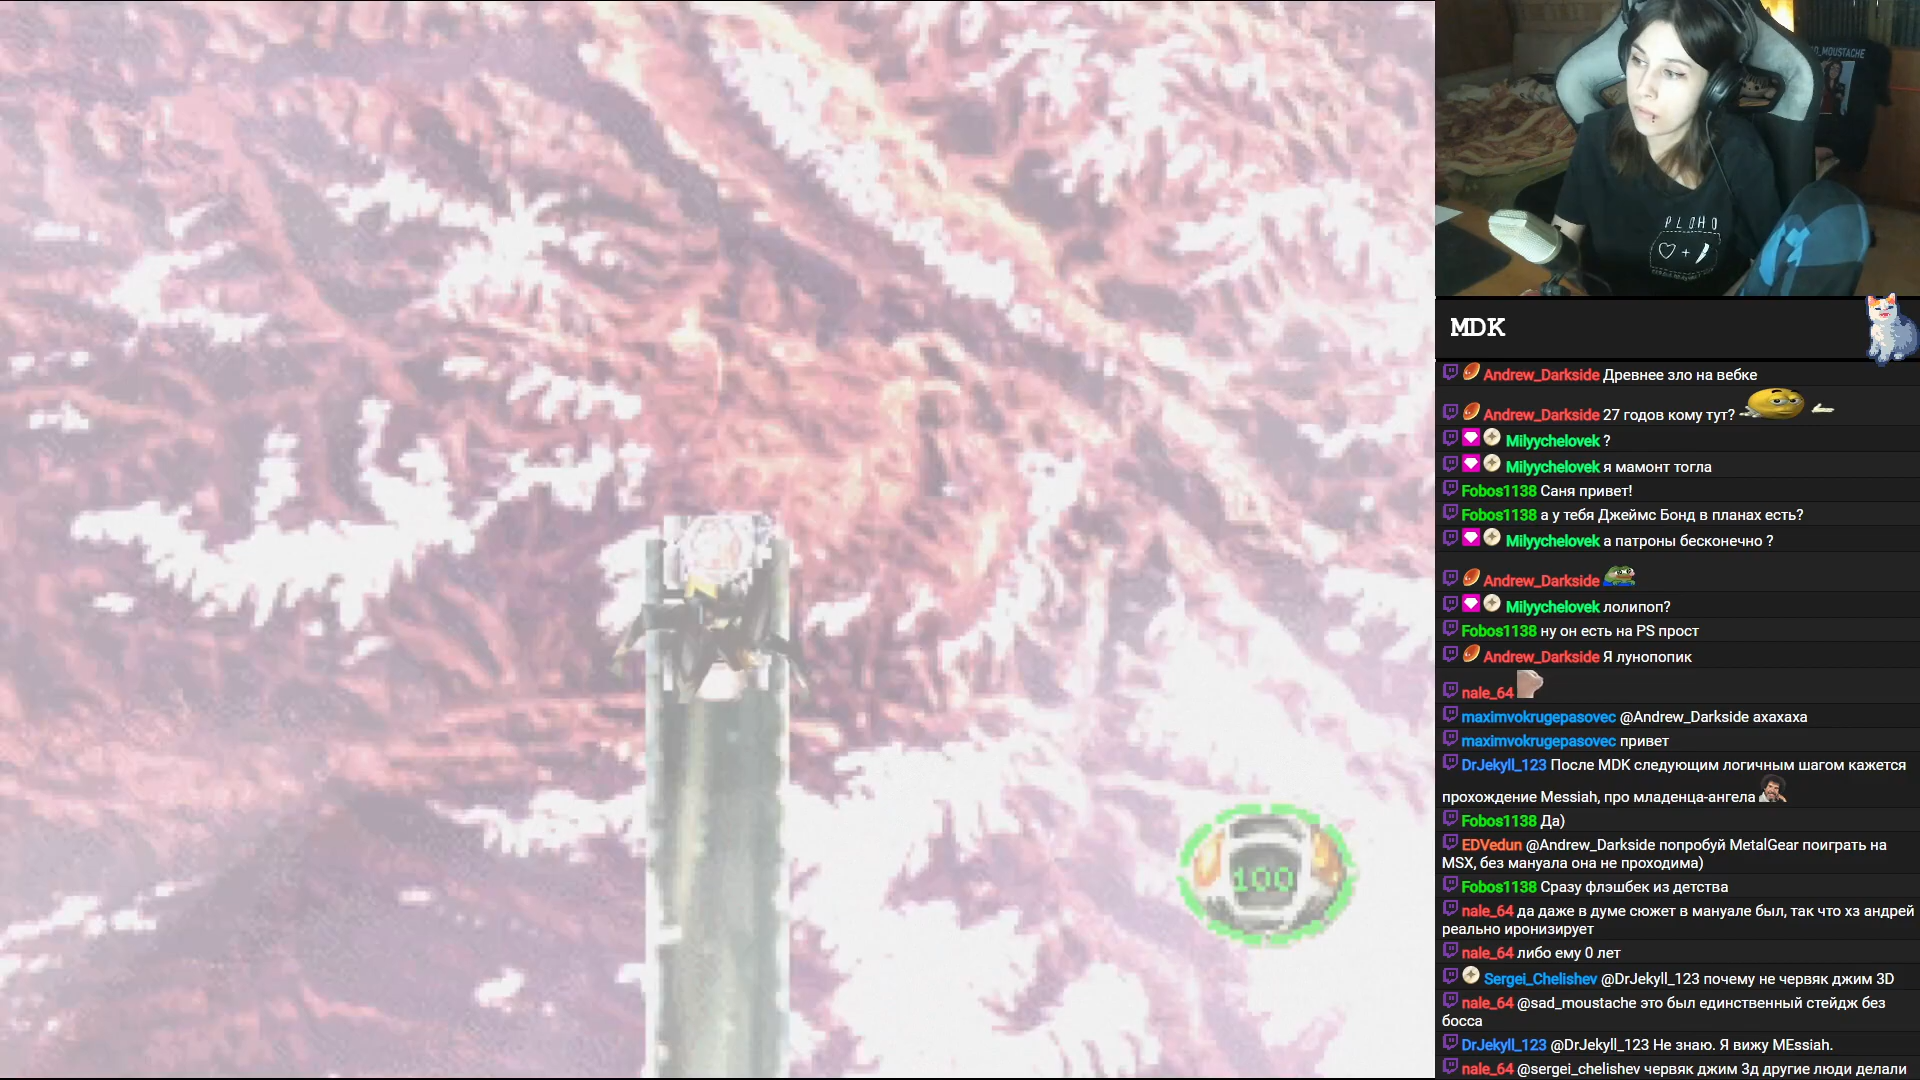 D_MOUSTACHE
PLOHO
MDK
Andrew_Darkside Древнее зло на вебке
Andrew_Darkside 27 годов кому тут?
Milyychelovek ?
Milyychelovek я мамонт тогла
Fobos1138 Саня привет!
Fobos1138 а у тебя Джеймс Бонд в планах есть?
Milyychelovek а патроны бесконечно ?
Andrew_Darkside
Milyychelovek лолипоп?
Fobos1138 ну он есть на PS прост
Andrew_Darkside Я лунопопик
nale_64
maximvokrugepasovec @Andrew_Darkside ахахаха
maximvokrugepasovec привет
DrJekyll_123 После MDK следующим логичным шагом кажется
прохождение Messiah, про младенца-ангела
Fobos1138 Да)
EDVedun @Andrew_Darkside попробуй MetalGear поиграть на
MSX, без мануала она не проходима)
Fobos1138 Сразу флэшбек из детства
nale_64 да даже в думе сюжет в мануале был, так что хз андрей
реально иронизирует
nale_64 либо ему 0 лет
Sergei_Chelishev @DrJekyll_123 почему не червяк джим 3D
nale_64 @sad_moustache это был единственный стейдж без
босса
DrJekyll_123 @DrJekyll_123 Не знаю. Я вижу MEssiah.
nale_64 @sergei_chelishev червяк джим 3д другие люди делали
100